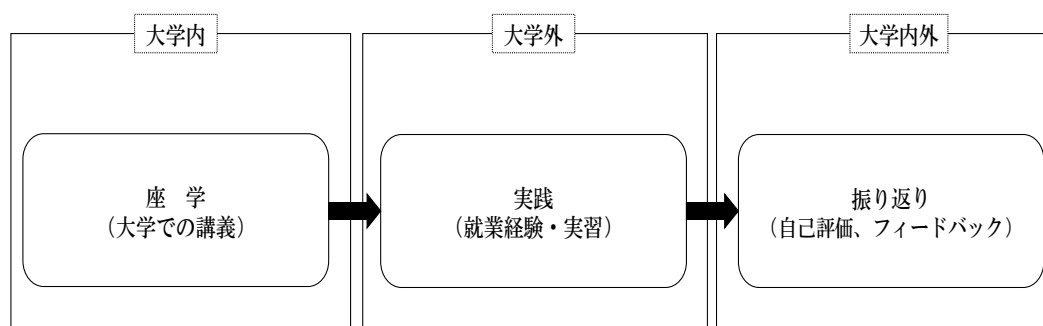 大学内
大学外
大学内外
座　学
（大学での講義）
実践
（就業経験・実習）
振り返り
（自己評価、フィードバック）